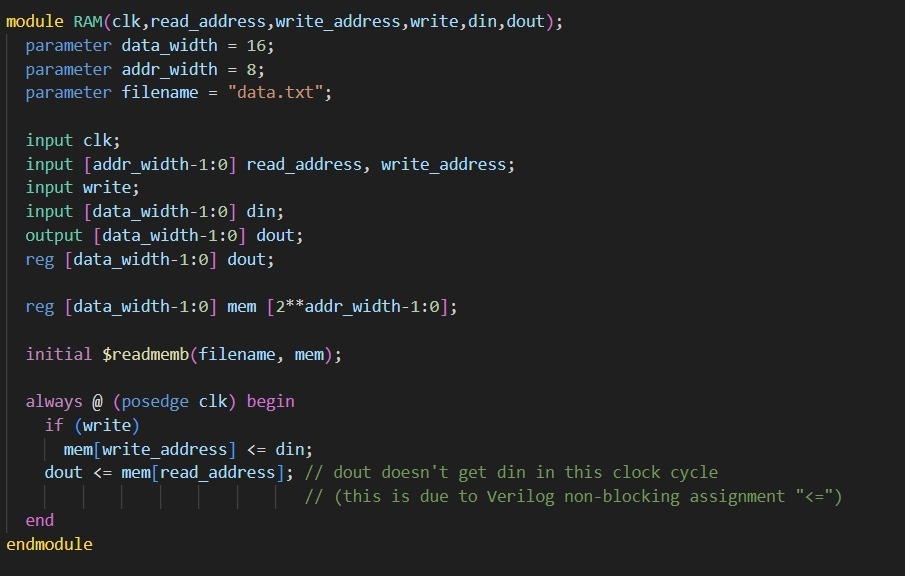 module RAM(clk,read_address,write_address,write,din,dout);
parameter data_width = 16;
parameter addr_width = 8;
parameter filename = "data.txt";
input clk;
input [addr_width-1:0] read_address, write_address;
input write;
input [data_width-1:0] din;
output [data_width-1:0] dout;
reg [data_width-1:0] dout;
reg [data_width-1:0] mem [2**addr_width-1:0];
initial $readmemb(filename, mem);
always @ (posedge clk) begin
if (write)
mem[write_address] <= din;
dout <= mem[read_address]; // dout doesn't get din in this clock cycle
// (this is due to Verilog non-blocking assignment "<=")
end
endmodule